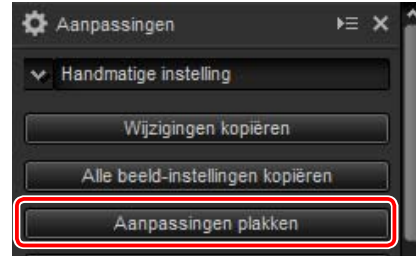 Aanpassingen
Handmatige instelling
Wijzigingen kopiëren
Alle beeld-instellingen kopiëren
Aanpassingen plakken